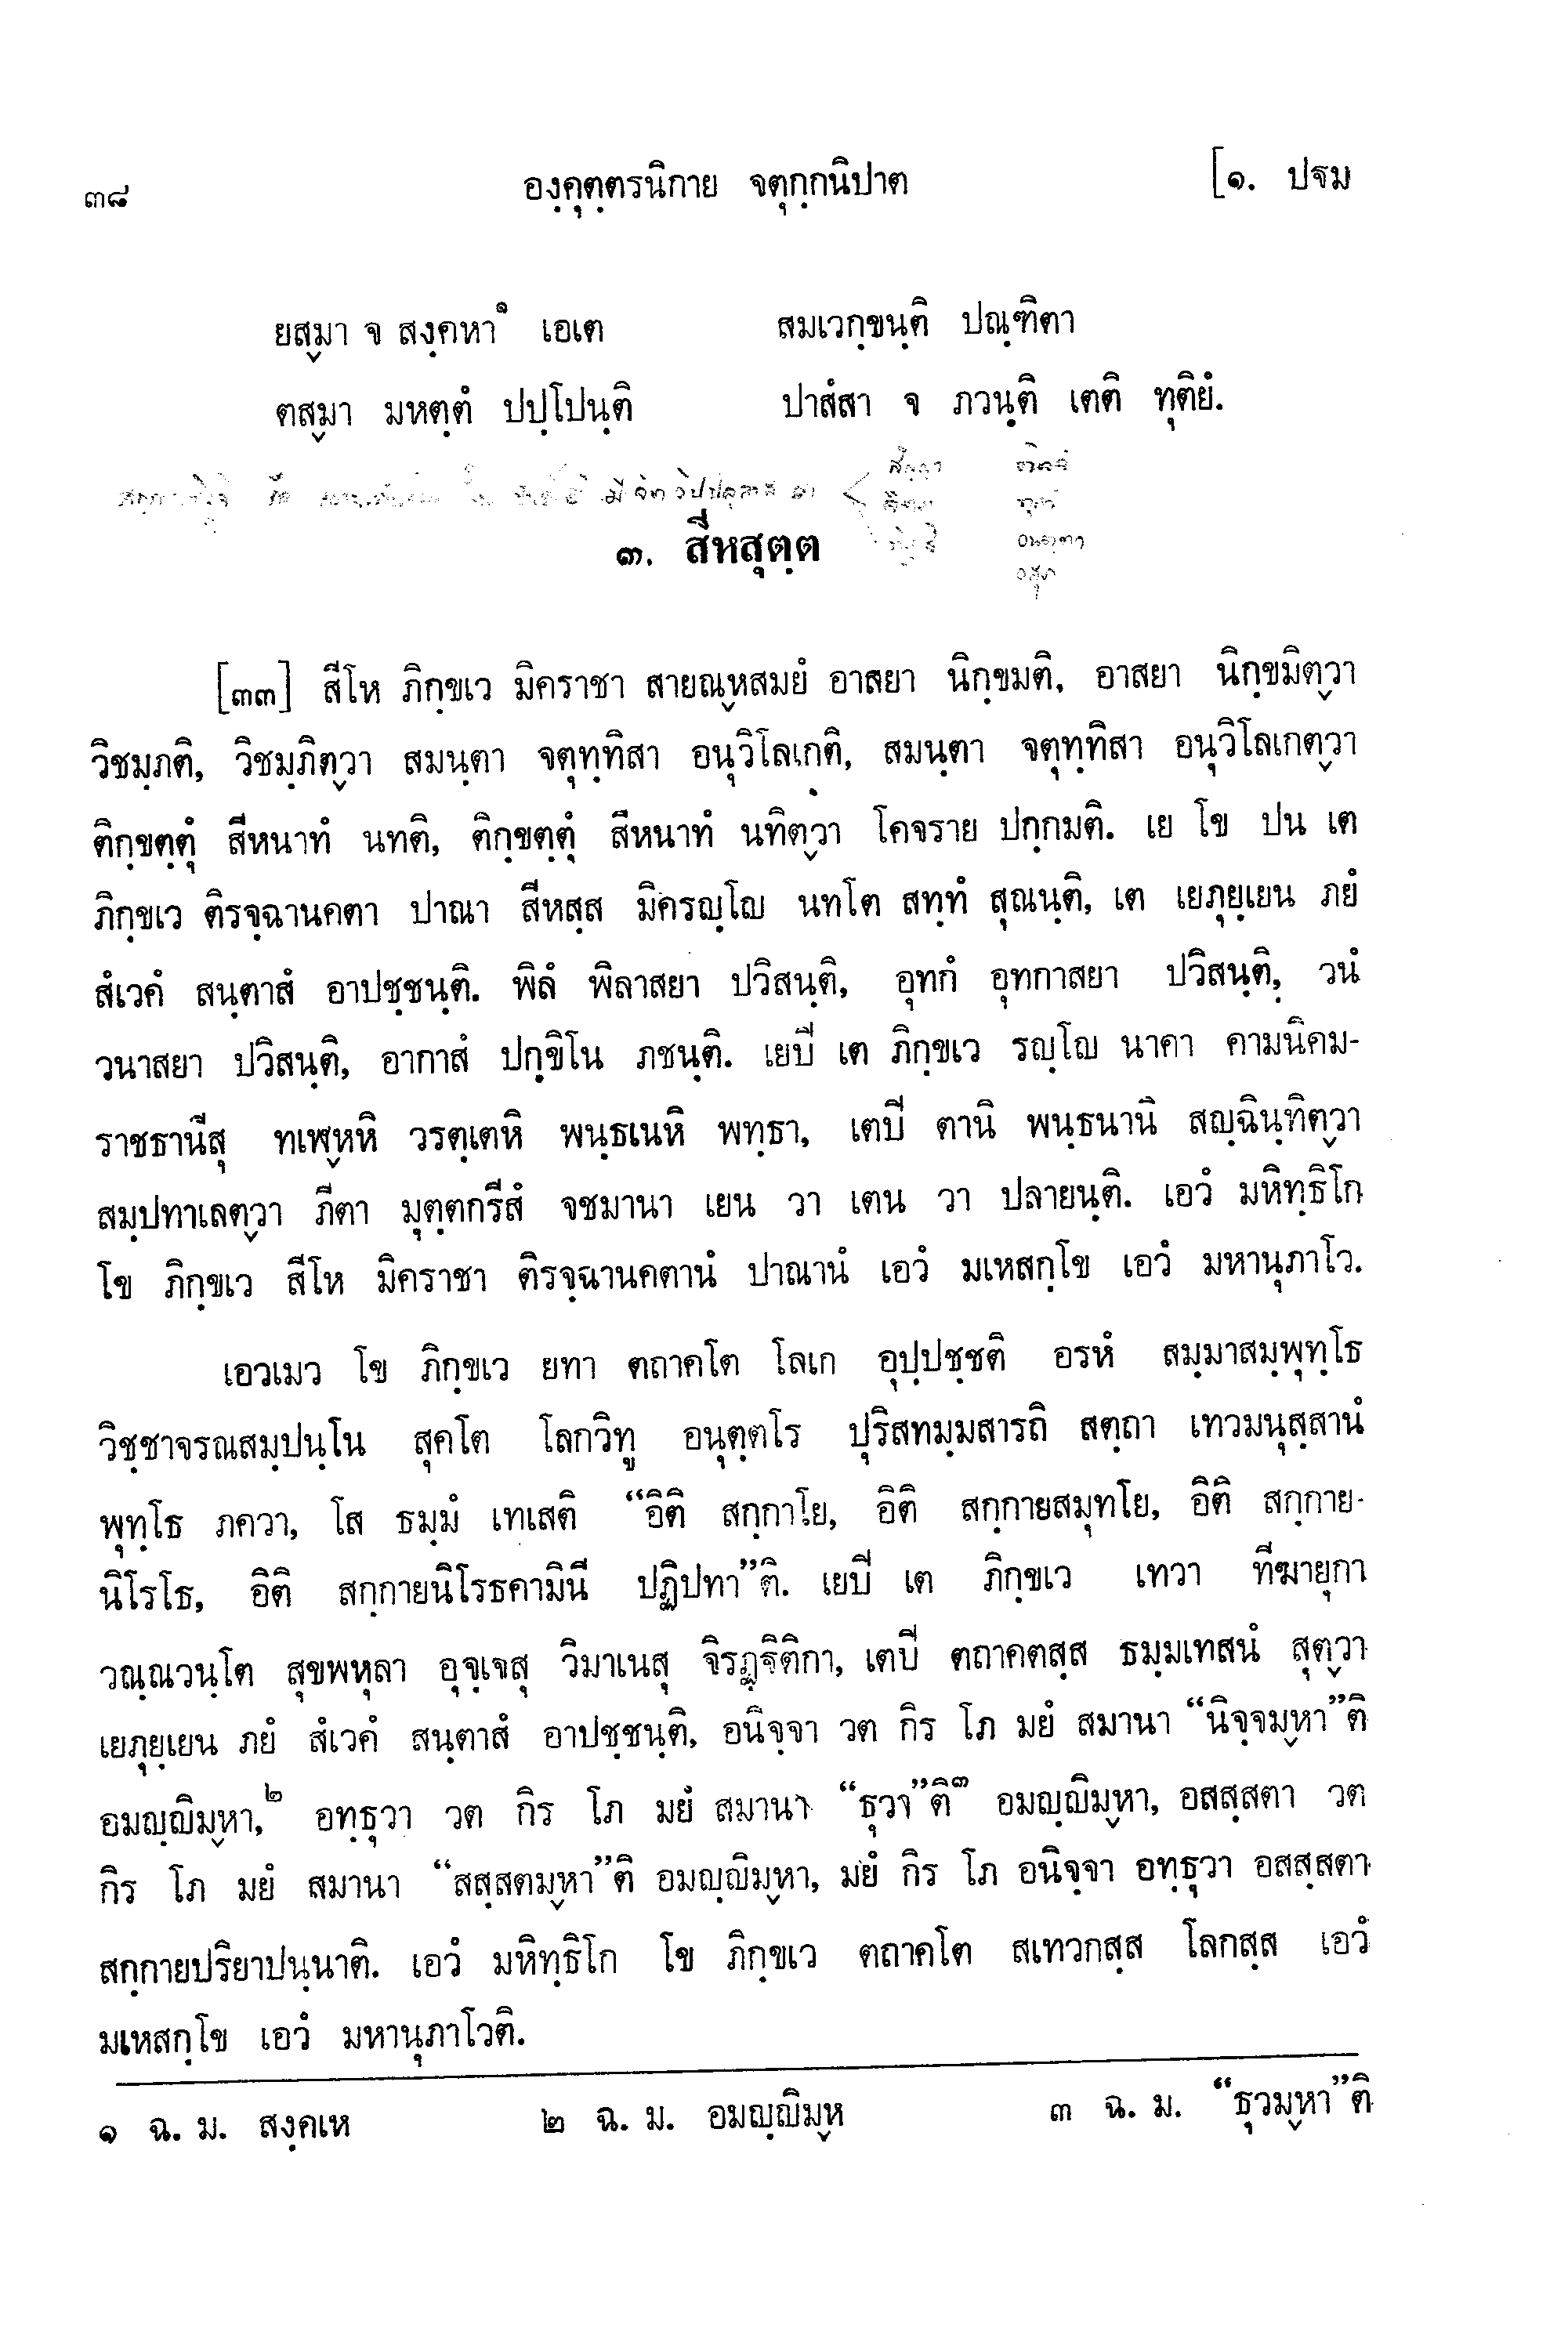 ๓๘ องฺคุตฺตรนิกาย จตุกฺกนิปาต [๑. ปฐม
ยสฺมา จ สงฺคหา๑ เอเต สมเวกฺขนฺติ ปณฺฑิตา
ตสฺมา มหตฺตํ ปปฺโปนฺติ ปาสํสา จ ภวนฺติ เตติ ทุติยํ.
มี จิต วิปปลฺลาส
๓. สีหสุตฺต
[๓๓] สีโห ภิกฺขเว มิคราชา สายณฺหสมยํ อาสยา นิกฺขมติ, อาสยา นิกฺขมิตฺวา
วิชมฺภติ, วิชมฺภิตฺวา สมนฺตา จตุทฺทิสา อนุวิโลเกติ, สมนฺตา จตุทฺทิสา อนุวิโลเกตฺวา
ติกฺขตฺตุํ สีหนาทํ นทติ, ติกฺขตฺตุํ สีหนาทํ นทิตฺวา โคจราย ปกฺกมติ. เย โข ปน เต
ภิกฺขเว ติรจฺฉานคตา ปาณา สีหสฺส มิครญฺโญ นทโต สทฺทํ สุณนฺติ, เต เยภุยฺเยน ภยํ
สํเวคํ สนฺตาสํ อาปชฺชนฺติ. พิลํ พิลาสยา ปวิสนฺติ, อุทกํ อุทกาสยา ปวิสนฺติ, วนํ
วนาสยา ปวิสนฺติ, อากาสํ ปกฺขิโน ภชนฺติ. เยปิ เต ภิกฺขเว รญฺโญ นาคา คามนิคม-
ราชธานีสุ ทเฬฺหหิ วรตฺเตหิ พนฺธเนหิ พทฺธา, เตปิ ตานิ พนฺธนานิ สญฺฉินฺทิตฺวา
สมฺปทาเลตฺวา ภีตา มุตฺตกรีสํ จชมานา เยน วา เตน วา ปลายนฺติ. เอวํ มหิทฺธิโก
โข ภิกฺขเว สีโห มิคราชา ติรจฺฉานคตานํ ปาณานํ เอวํ มเหสกฺโข เอวํ มหานุภาโว.
เอวเมว โข ภิกฺขเว ยทา ตถาคโต โลเก อุปฺปชฺชติ อรหํ สมฺมาสมฺพุทฺโธ
วิชฺชาจรณสมฺปนฺโน สุคโต โลกวิทู อนุตฺตโร ปุริสทมฺมสารถิ สตฺถา เทวมนุสฺสานํ
พุทฺโธ ภควา, โส ธมฺมํ เทเสติ “อิติ สกฺกาโย, อิติ สกฺกายสมุทโย, อิติ สกฺกาย-
นิโรโธ, อิติ สกฺกายนิโรธคามินี ปฏิปทา”ติ. เยปิ เต ภิกฺขเว เทวา ทีฆายุกา
วณฺณวนฺโต สุขพหุลา อุจฺเจสุ วิมาเนสุ จิรฏฺฐิติกา, เตปิ ตถาคตสฺส ธมฺมเทสนํ สุตฺวา
เยภุยฺเยน ภยํ สํเวคํ สนฺตาสํ อาปชฺชนฺติ, อนิจฺจา วต กิร โภ มยํ สมานา “นิจฺจมฺหา”ติ
อมญฺญิมฺหา,๒ อทฺธุวา วต กิร โภ มยํ สมานา “ธุวา”ติ๓ อมญฺญิมฺหา, อสสฺสตา วต
กิร โภ มยํ สมานา “สสฺสตมฺหา”ติ อมญฺญิมฺหา, มยํ กิร โภ อนิจฺจา อทฺธุวา อสสฺสตา
สกฺกายปริยาปนฺนาติ. เอวํ มหิทฺธิโก โข ภิกฺขเว ตถาคโต สเทวกสฺส โลกสฺส เอวํ
มเหสกฺโข เอวํ มหานุภาโวติ.
๑ ฉ. ม. สงฺคเห ๒ ฉ. ม. อมญฺญิมฺห ๓ ฉ. ม. “ธุวมฺหา”ติ